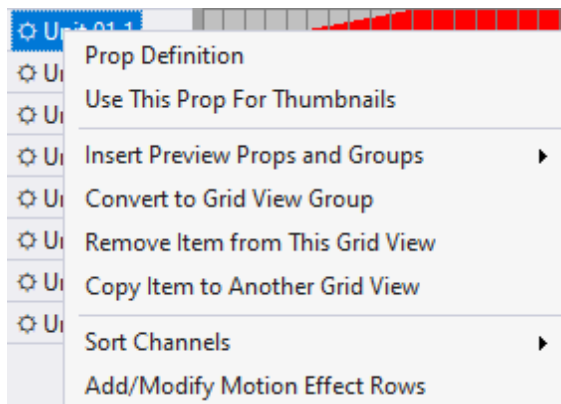 Unit 01.1
Prop Definition
Use This Prop For Thumbnails
Insert Preview Props and Groups
Convert to Grid View Group
Remove Item from This Grid View
Copy Item to Another Grid View
Sort Channels
Add/Modify Motion Effect Rows